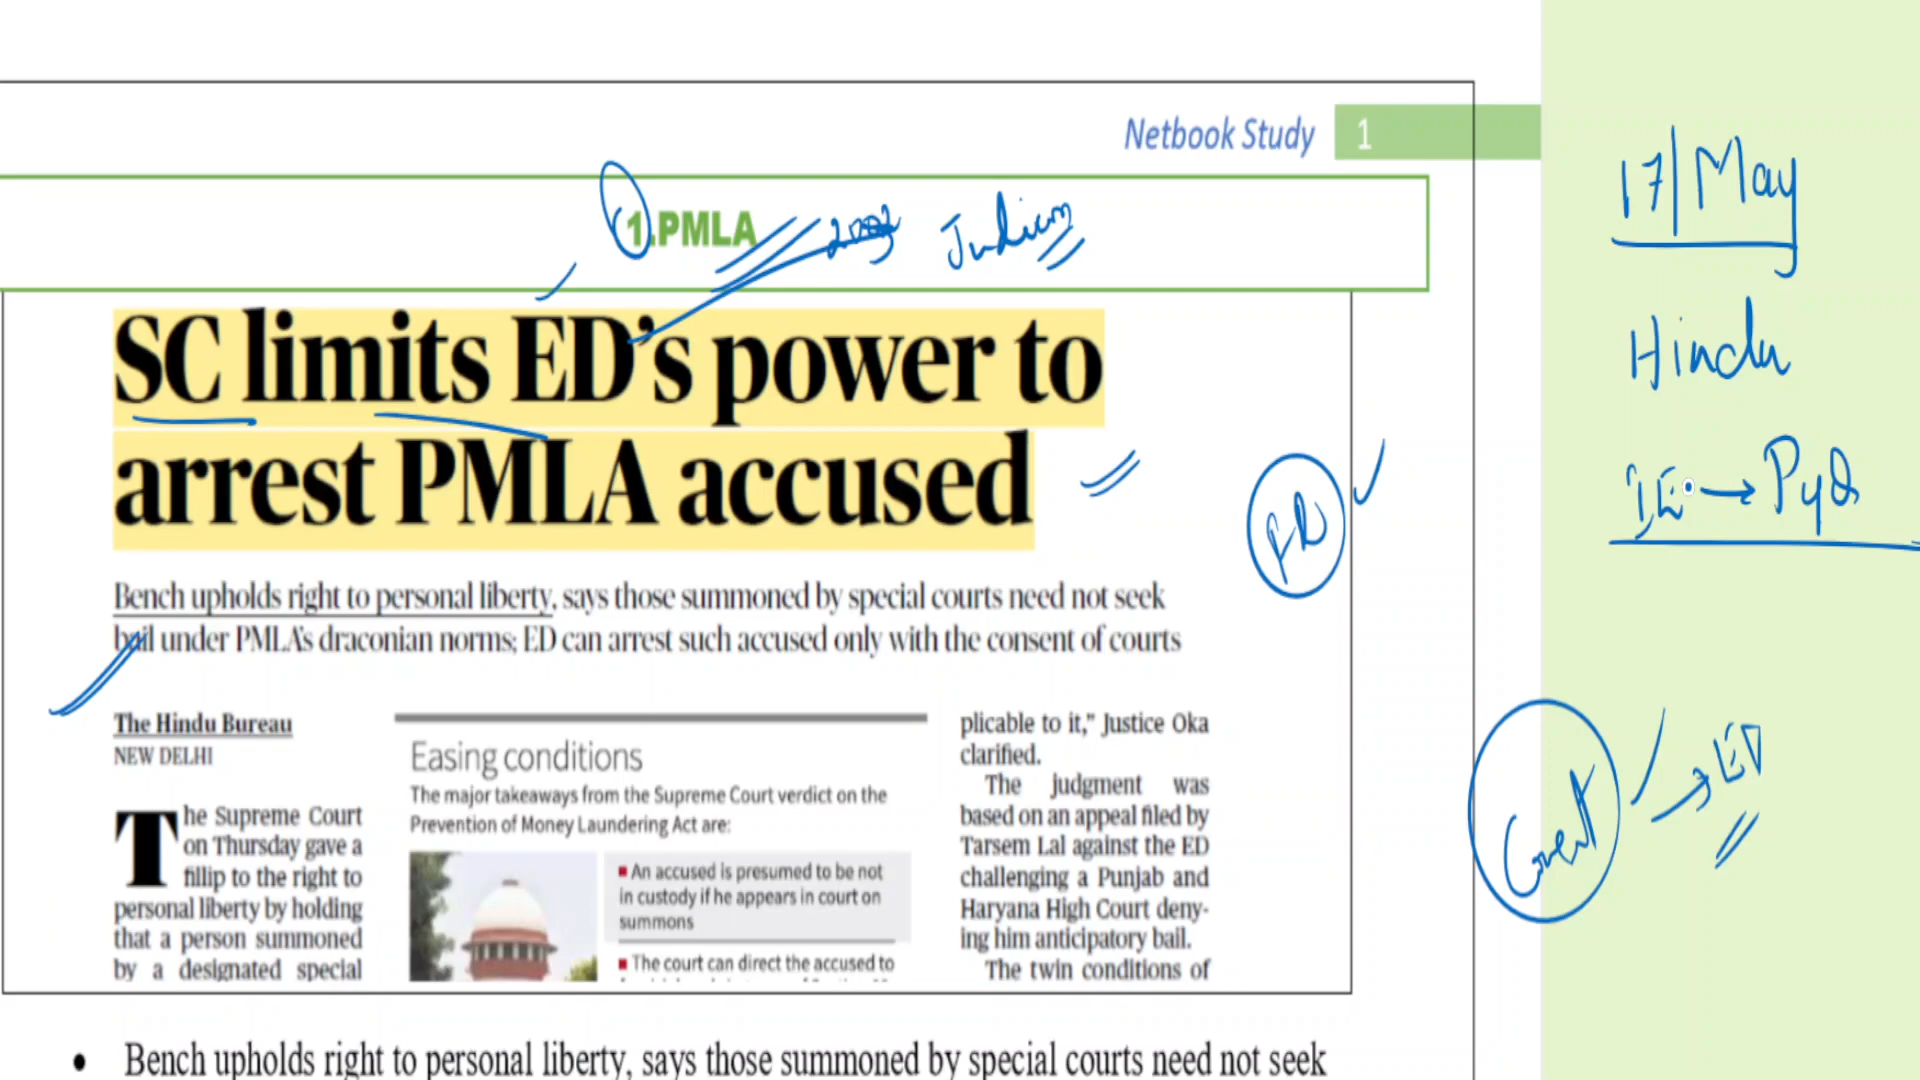 Netbook Study 1
17/May
1.PMLA 2002
Hindu
SC limits ED's power to
arrest PMLA accused
IE → PyQ
FR
Bench upholds right to personal liberty, says those summoned by special courts need not seek
bail under PMLA's draconian norms; ED can arrest such accused only with the consent of courts
The Hindu Bureau
NEW DELHI
The Supreme Court
on Thursday gave a
fillip to the right to
personal liberty by holding
that a person summoned
by a designated special
Easing conditions
The major takeaways from the Supreme Court verdict on the
Prevention of Money Laundering Act are:
An accused is presumed to be not
in custody if he appears in court on
summons
The court can direct the accused to
plicable to it,” Justice Oka
clarified.
The judgment was
based on an appeal filed by
Tarsem Lal against the ED
challenging a Punjab and
Haryana High Court deny-
ing him anticipatory bail.
The twin conditions of
→ ED
• Bench upholds right to personal liberty, says those summoned by special courts need not seek